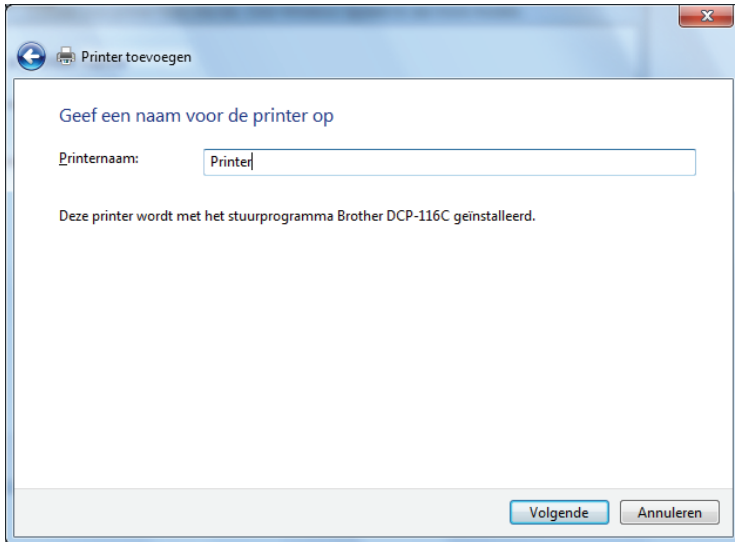 Printer toevoegen
Geef een naam voor de printer op
Printernaam:
Printer
Deze printer wordt met het stuurprogramma Brother DCP-116C geïnstalleerd.
Volgende
Annuleren